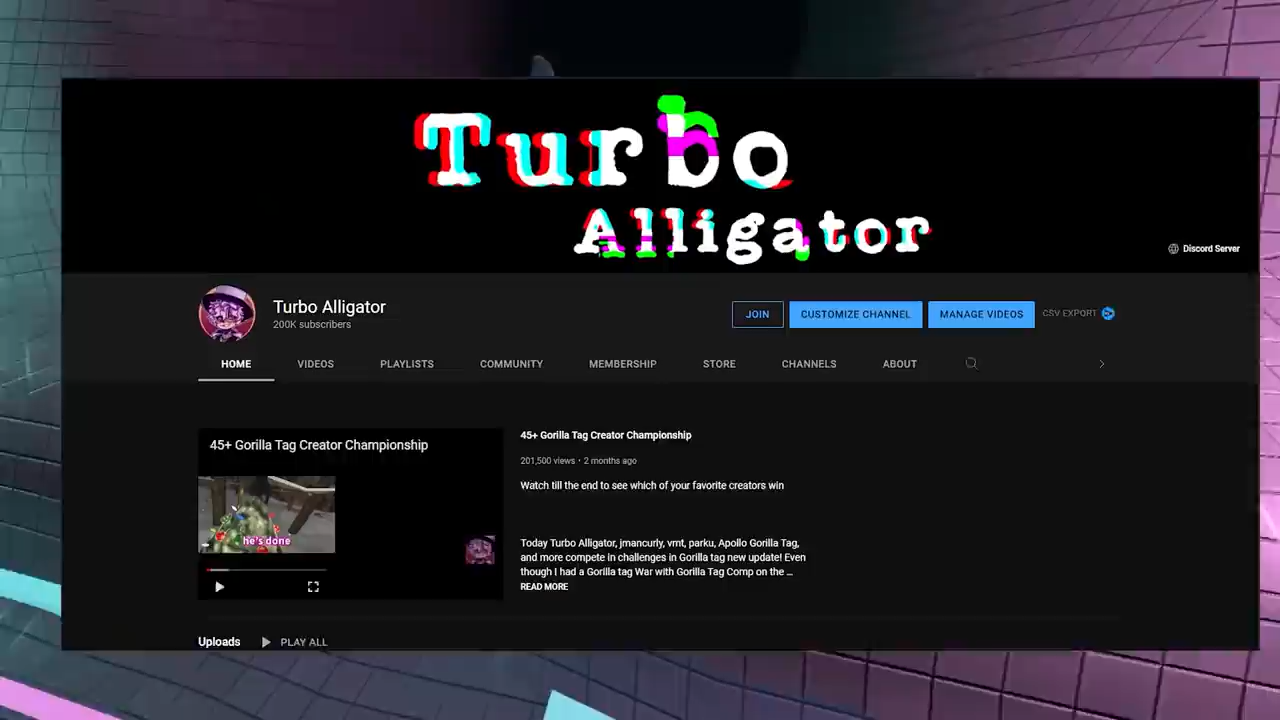 Turbo
Alligator
Discord Server
Turbo Alligator
200K subscribers
JOIN
CUSTOMIZE CHANNEL
MANAGE VIDEOS
CSV EXPORT
HOME
VIDEOS
PLAYLISTS
COMMUNITY
MEMBERSHIP
STORE
CHANNELS
ABOUT
45+ Gorilla Tag Creator Championship
he's done
45+ Gorilla Tag Creator Championship
201,500 views • 2 months ago
Watch till the end to see which of your favorite creators win
Today Turbo Alligator, jmancurly, vmt, parku, Apollo Gorilla Tag,
and more compete in challenges in Gorilla tag new update! Even
though I had a Gorilla tag War with Gorilla Tag Comp on the ...
READ MORE
Uploads
PLAY ALL